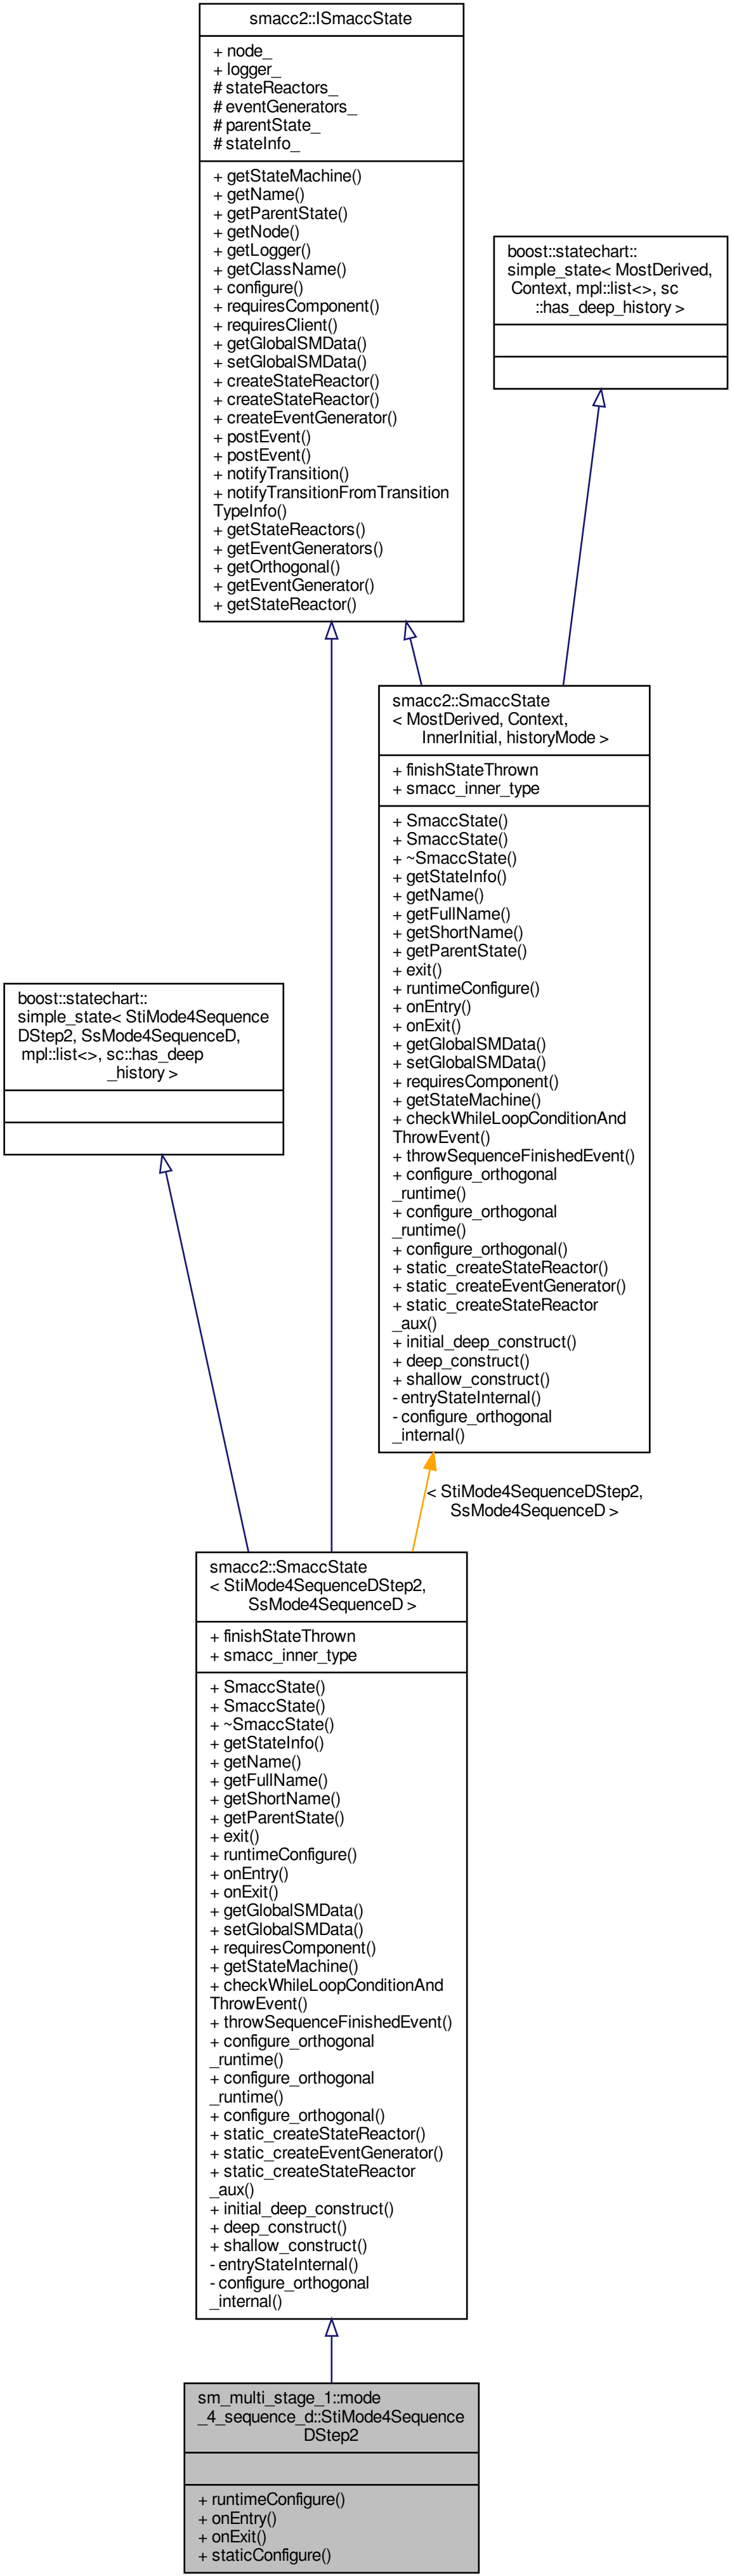 smacc2::ISmaccState
+ node_
+ logger_
# stateReactors_
# eventGenerators_
# parentState_
# stateInfo_
+ getStateMachine()
+ getName()
+ getParentState()
+ getNode()
+ getLogger()
+ getClassName()
+ configure()
+ requiresComponent()
+ requiresClient()
+ getGlobalSMData()
+ setGlobalSMData()
+ createStateReactor()
+ createStateReactor()
+ createEventGenerator()
+ postEvent()
+ postEvent()
+ notifyTransition()
+ notifyTransitionFromTransition
TypeInfo()
+ getStateReactors()
+ getEventGenerators()
+ getOrthogonal()
+ getEventGenerator()
+ getStateReactor()
boost::statechart::
simple_state< MostDerived,
Context, mpl::list<>, sc
::has_deep_history >
smacc2::SmaccState
< MostDerived, Context,
InnerInitial, historyMode >
+ finishStateThrown
+ smacc_inner_type
+ SmaccState()
+ SmaccState()
+ ~SmaccState()
+ getStateInfo()
+ getName()
+ getFullName()
+ getShortName()
+ getParentState()
+ exit()
+ runtimeConfigure()
+ onEntry()
+ onExit()
+ getGlobalSMData()
+ setGlobalSMData()
+ requiresComponent()
+ getStateMachine()
+ checkWhileLoopConditionAnd
ThrowEvent()
+ throwSequenceFinishedEvent()
+ configure_orthogonal
_runtime()
+ configure_orthogonal
_runtime()
+ configure_orthogonal()
+ static_createStateReactor()
+ static_createEventGenerator()
+ static_createStateReactor
_aux()
+ initial_deep_construct()
+ deep_construct()
+ shallow_construct()
- entryStateInternal()
- configure_orthogonal
_internal()
boost::statechart::
simple_state< StiMode4Sequence
DStep2, SsMode4SequenceD,
mpl::list<>, sc::has_deep
_history >
< StiMode4SequenceDStep2,
SsMode4SequenceD >
smacc2::SmaccState
< StiMode4SequenceDStep2,
SsMode4SequenceD >
+ finishStateThrown
+ smacc_inner_type
+ SmaccState()
+ SmaccState()
+ ~SmaccState()
+ getStateInfo()
+ getName()
+ getFullName()
+ getShortName()
+ getParentState()
+ exit()
+ runtimeConfigure()
+ onEntry()
+ onExit()
+ getGlobalSMData()
+ setGlobalSMData()
+ requiresComponent()
+ getStateMachine()
+ checkWhileLoopConditionAnd
ThrowEvent()
+ throwSequenceFinishedEvent()
+ configure_orthogonal
_runtime()
+ configure_orthogonal
_runtime()
+ configure_orthogonal()
+ static_createStateReactor()
+ static_createEventGenerator()
+ static_createStateReactor
_aux()
+ initial_deep_construct()
+ deep_construct()
+ shallow_construct()
- entryStateInternal()
- configure_orthogonal
_internal()
sm_multi_stage_1::mode
_4_sequence_d::StiMode4Sequence
DStep2
+ runtimeConfigure()
+ onEntry()
+ onExit()
+ staticConfigure()